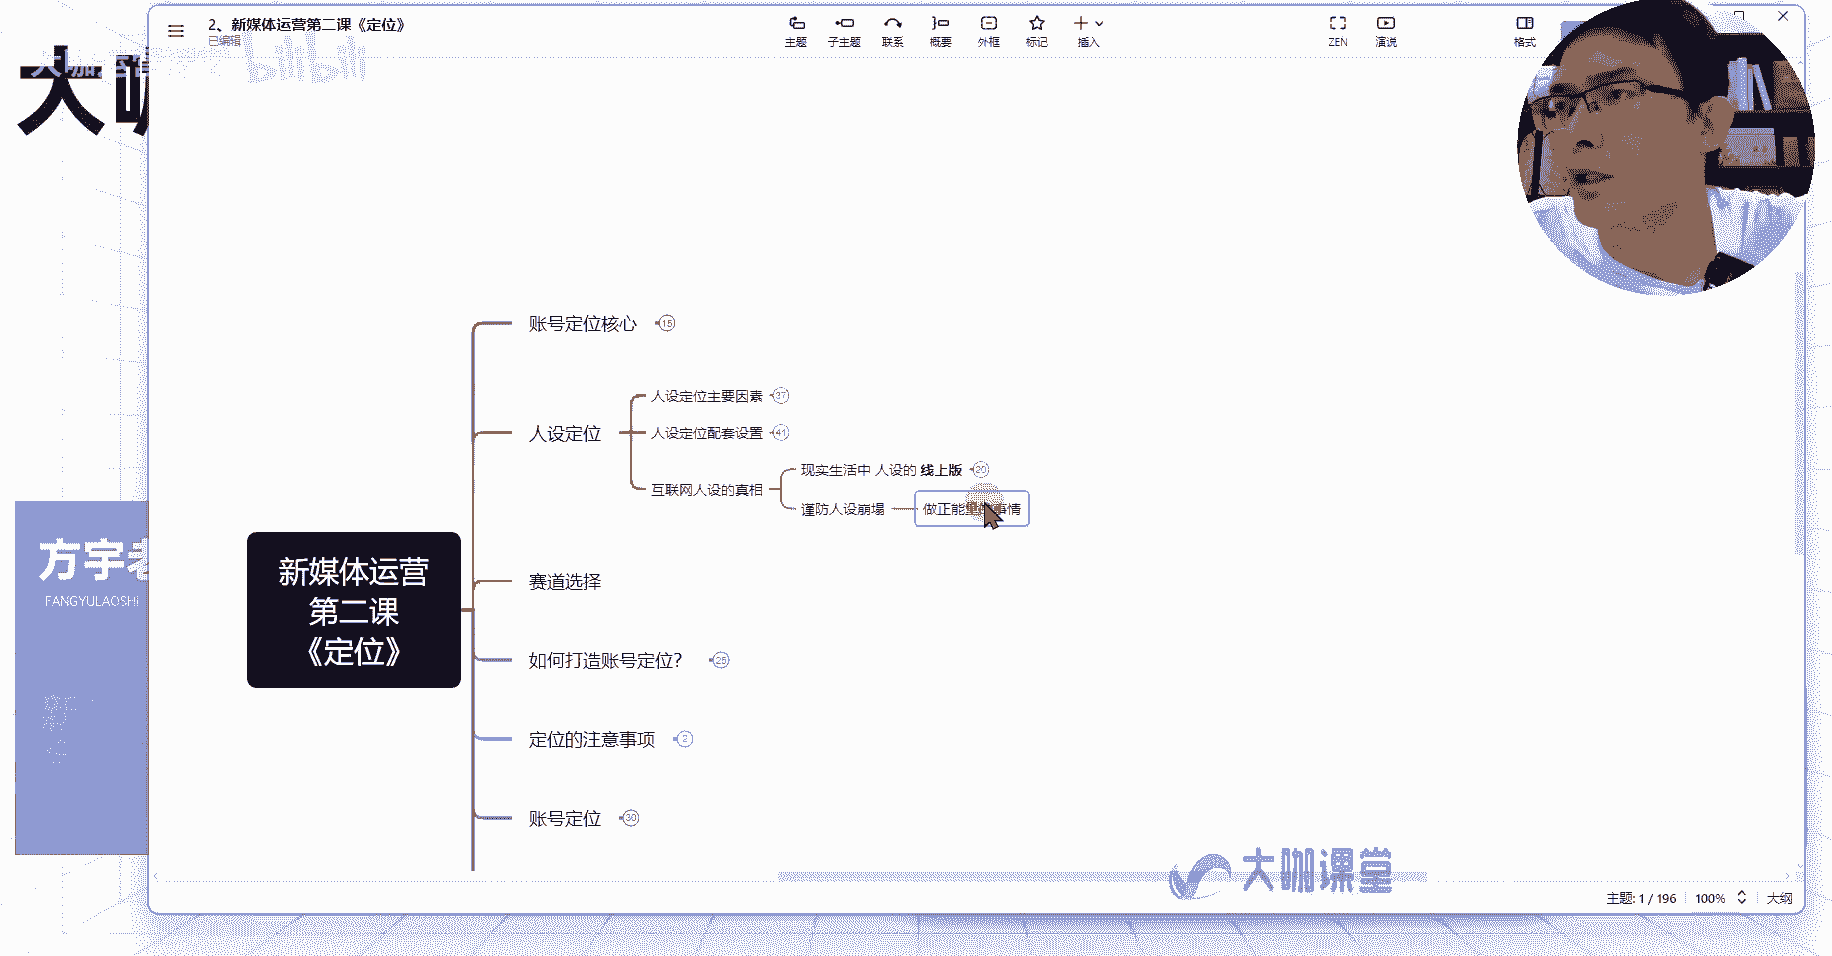 2、新媒体运营第二课《定位》
已编辑
主题
子主题
联系
概要
外框
标记
插入
ZEN
演说
格式
bilibili
大咖
账号定位核心 15
人设定位
人设定位主要因素 37
人设定位配套设置 41
互联网人设的真相
现实生活中 人设的 线上版 20
谨防人设崩塌
做正能量的事情
新媒体运营
第二课
《定位》
赛道选择
如何打造账号定位? 25
定位的注意事项 2
账号定位 30
方宇老
FANGYULAOSHI
大咖课堂
主题: 1 / 196
100%
大纲